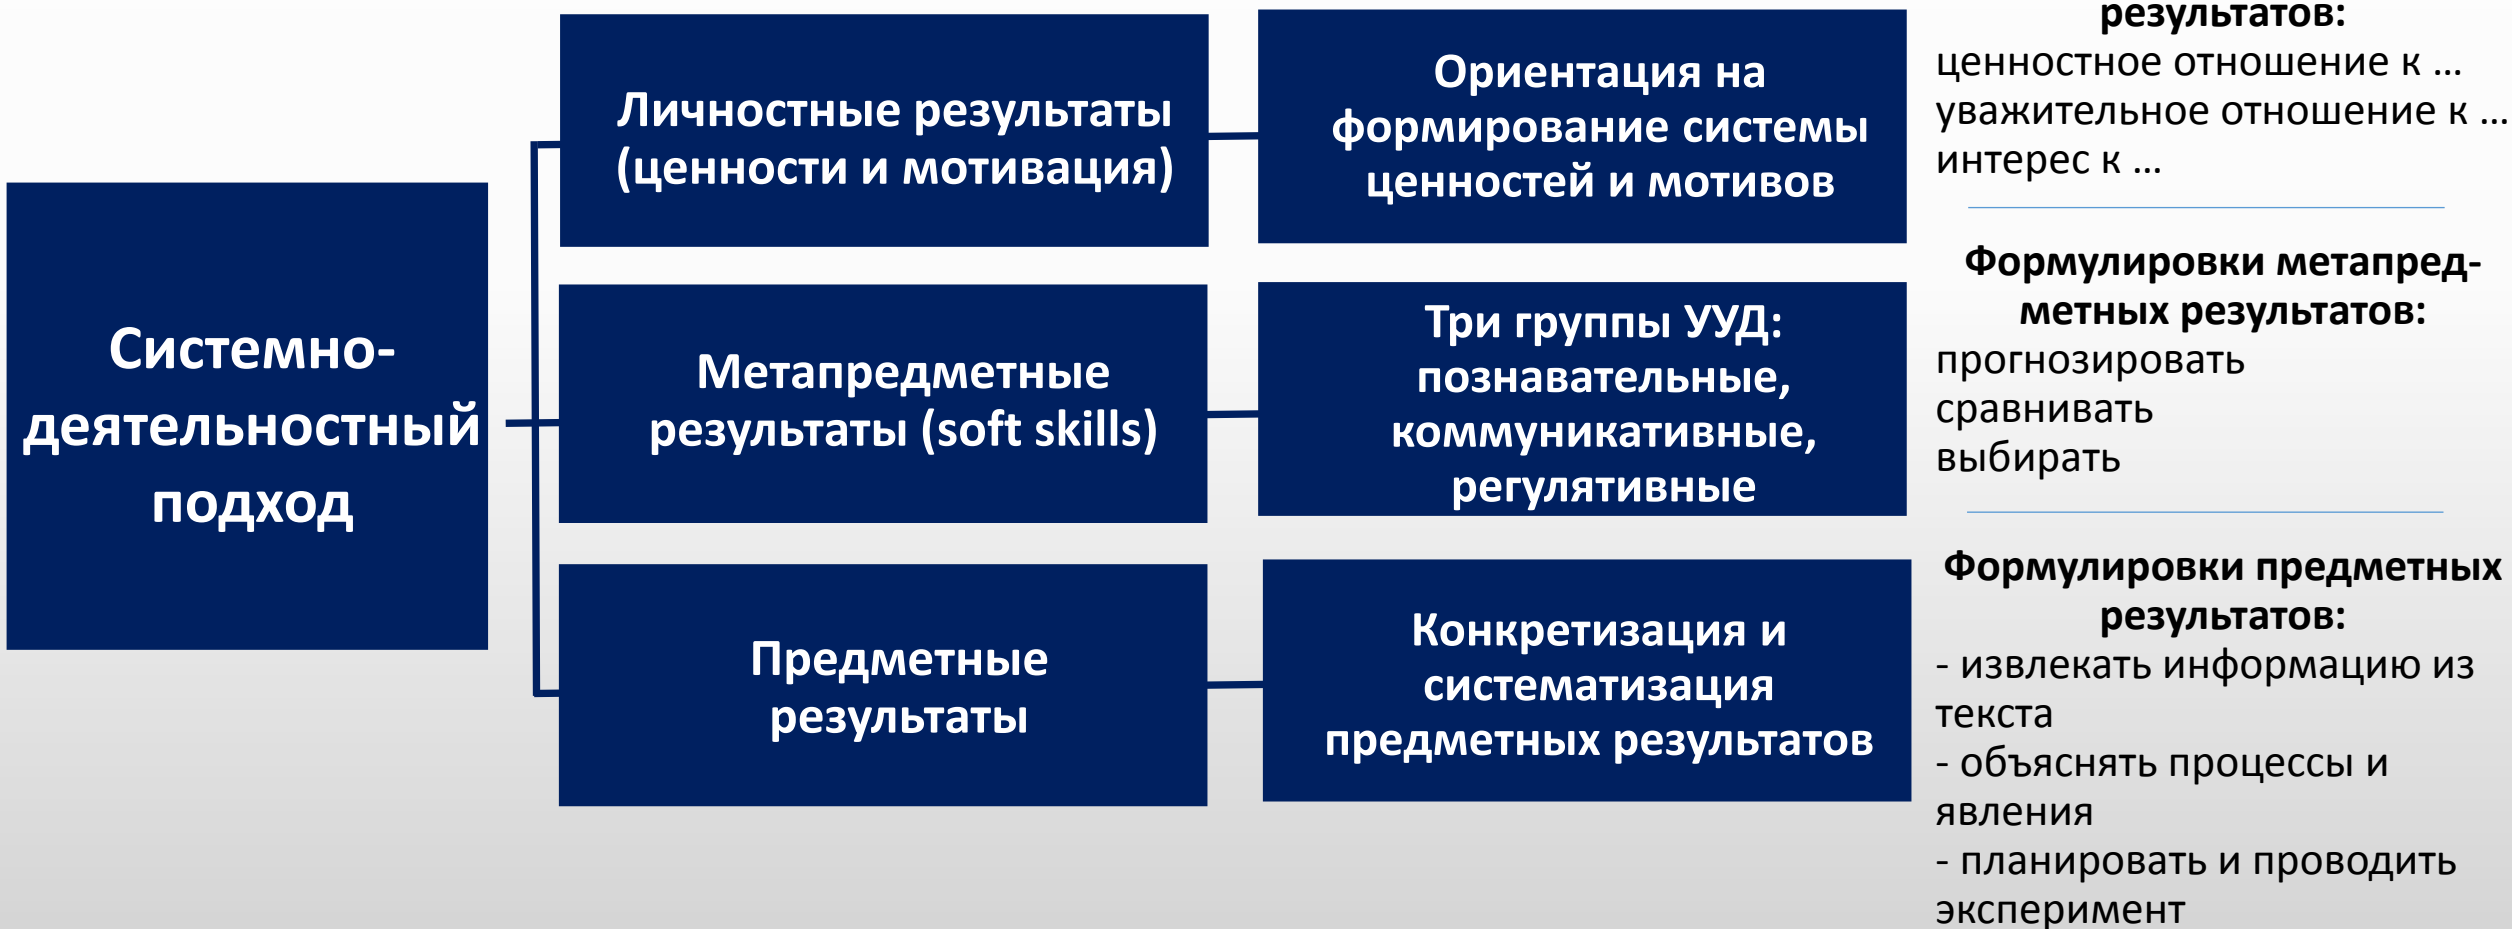 Системно-
деятельностный
подход
Личностные результаты
(ценности и мотивация)
Ориентация на
формирование системы
ценностей и мотивов
результатов:
ценностное отношение к ...
уважительное отношение к ...
интерес к ...
Метапредметные
результаты (soft skills)
Три группы УУД:
познавательные,
коммуникативные,
регулятивные
Формулировки метапред-
метных результатов:
прогнозировать
сравнивать
выбирать
Предметные
результаты
Конкретизация и
систематизация
предметных результатов
Формулировки предметных
результатов:
- извлекать информацию из
текста
- объяснять процессы и
явления
- планировать и проводить
эксперимент